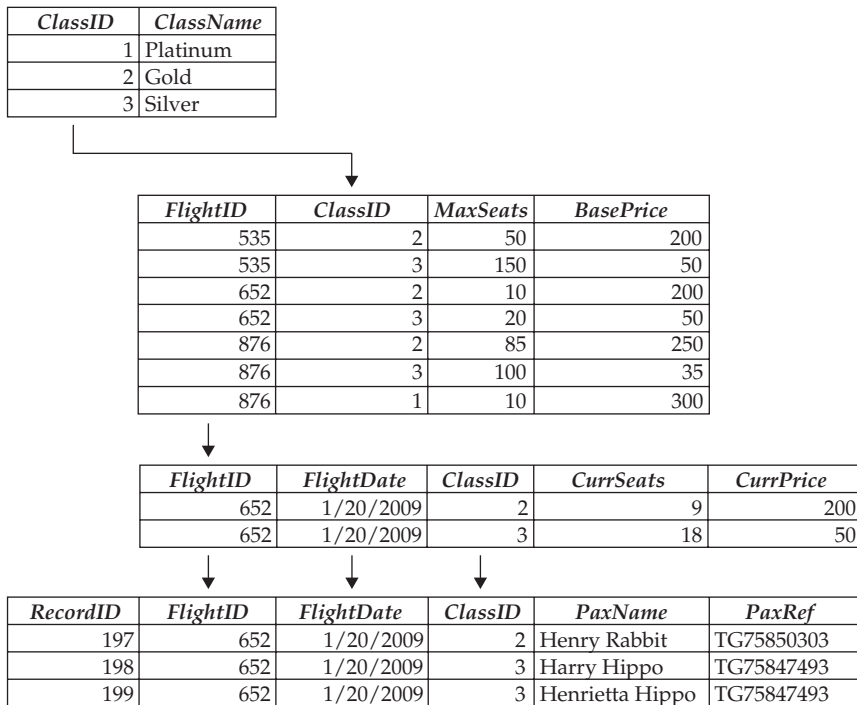 ClassID ClassName
1 Platinum
2 Gold
3 Silver
FlightID ClassID MaxSeats BasePrice
535 2 50 200
535 3 150 50
652 2 10 200
652 3 20 50
876 2 85 250
876 3 100 35
876 1 10 300
FlightID FlightDate ClassID CurrSeats CurrPrice
652 1/20/2009 2 9 200
652 1/20/2009 3 18 50
RecordID FlightID FlightDate ClassID PaxName PaxRef
197 652 1/20/2009 2 Henry Rabbit TG75850303
198 652 1/20/2009 3 Harry Hippo TG75847493
199 652 1/20/2009 3 Henrietta Hippo TG75847493